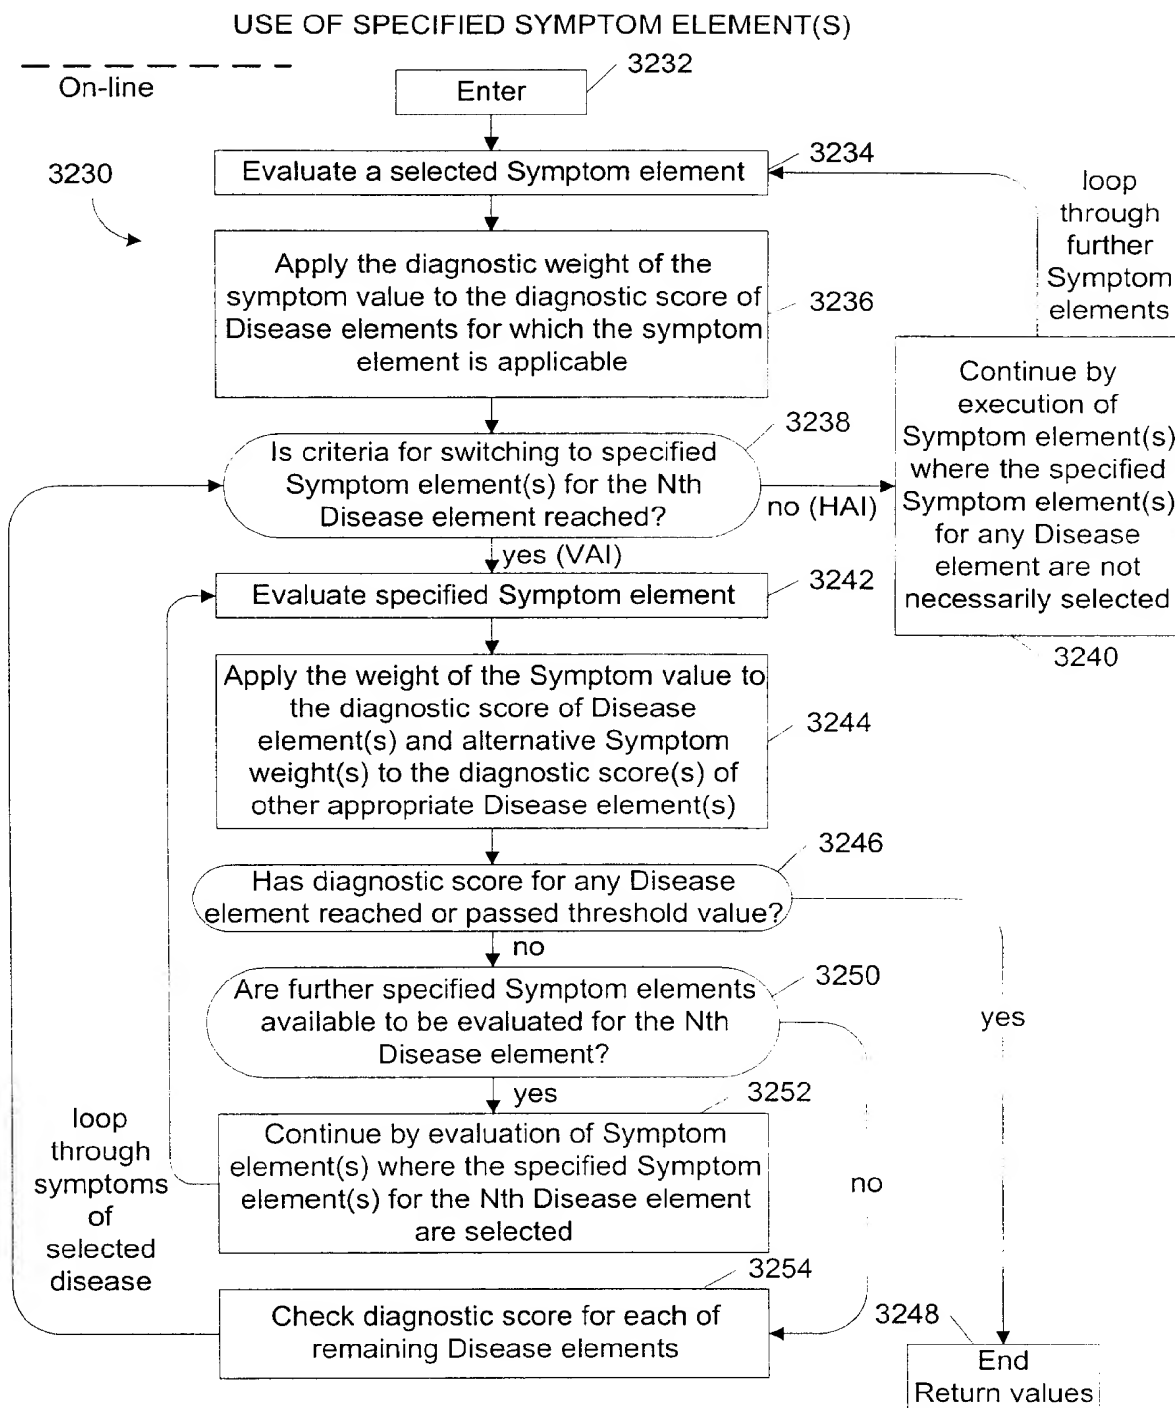 USE OF SPECIFIED SYMPTOM ELEMENT(S)
On-line
3232
Enter
3230
3234
Evaluate a selected Symptom element
loop
through
further
Symptom
elements
Apply the diagnostic weight of the
symptom value to the diagnostic score of
Disease elements for which the symptom
element is applicable
3236
3238
Is criteria for switching to specified
Symptom element(s) for the Nth
Disease element reached?
no (HAI)
Continue by
execution of
Symptom element(s)
where the specified
Symptom element(s)
for any Disease
element are not
necessarily selected
3240
yes (VAI)
3242
Evaluate specified Symptom element
Apply the weight of the Symptom value to
the diagnostic score of Disease
element(s) and alternative Symptom
weight(s) to the diagnostic score(s) of
other appropriate Disease element(s)
3244
3246
Has diagnostic score for any Disease
element reached or passed threshold value?
no
3250
Are further specified Symptom elements
available to be evaluated for the Nth
Disease element?
yes
yes
3252
Continue by evaluation of Symptom
element(s) where the specified Symptom
element(s) for the Nth Disease element
are selected
no
loop
through
symptoms
of
selected
disease
3254
Check diagnostic score for each of
remaining Disease elements
3248
End
Return values